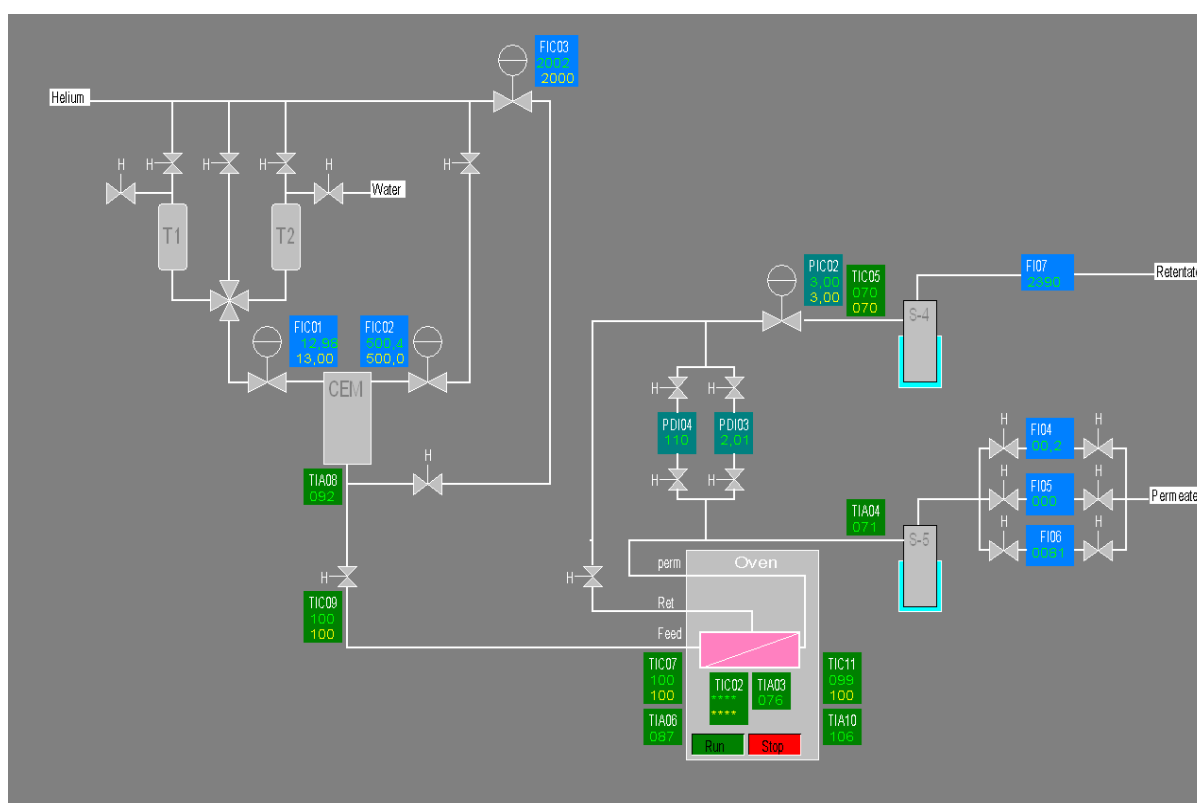 FIC03
2002
2000
Helium
H
H
H
H
H
H
Water
T1
T2
PIC02
3,00
3,00
TIC05
070
070
FI07
2390
Retentate
S-4
FIC01
12,98
13,00
FIC02
500,4
500,0
CEM
H
H
PDI04
110
PDI03
2,01
H
H
H
H
FI04
00,2
TIA08
092
H
TIA04
071
H
H
FI05
000
Permeate
H
H
FI06
0081
S-5
perm
Oven
H
H
TIC09
100
100
Ret
Feed
TIC07
100
100
TIC02
****
****
TIA03
076
TIC11
099
100
TIA06
087
TIA10
106
Run
Stop